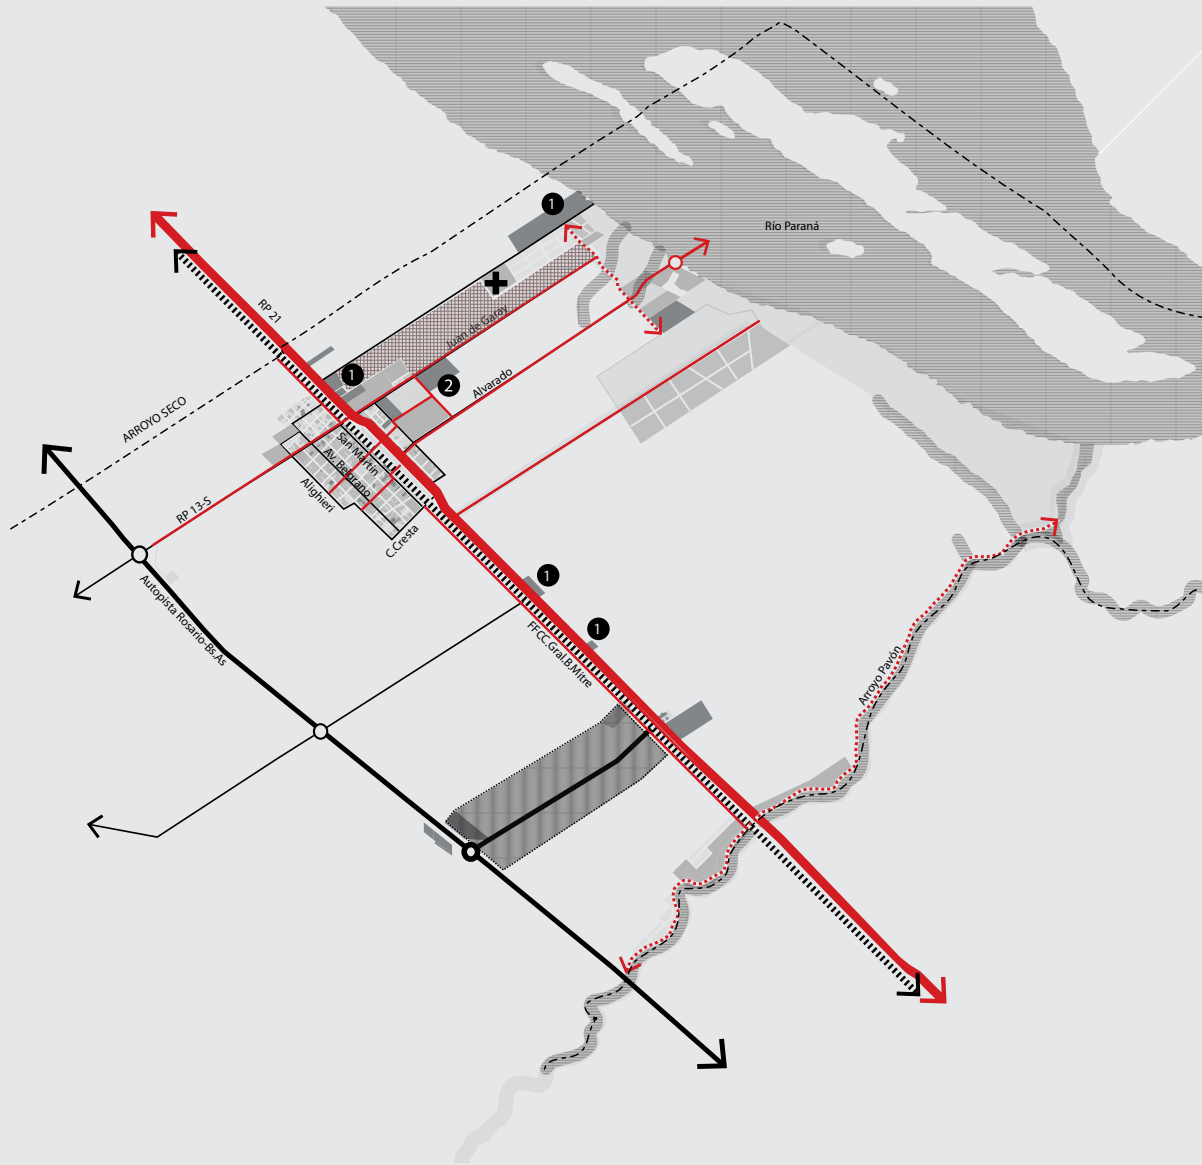 1
Río Paraná
RP 21
Juan de Garay
1
2
Alvarado
ARROYO SECO
San Martín
Av. Belgrano
Alighieri
RP 13-S
C.Cresta
1
Autopista Rosario-Bs.As
1
FFCC.Gral.B.Mitre
Arroyo Pavón